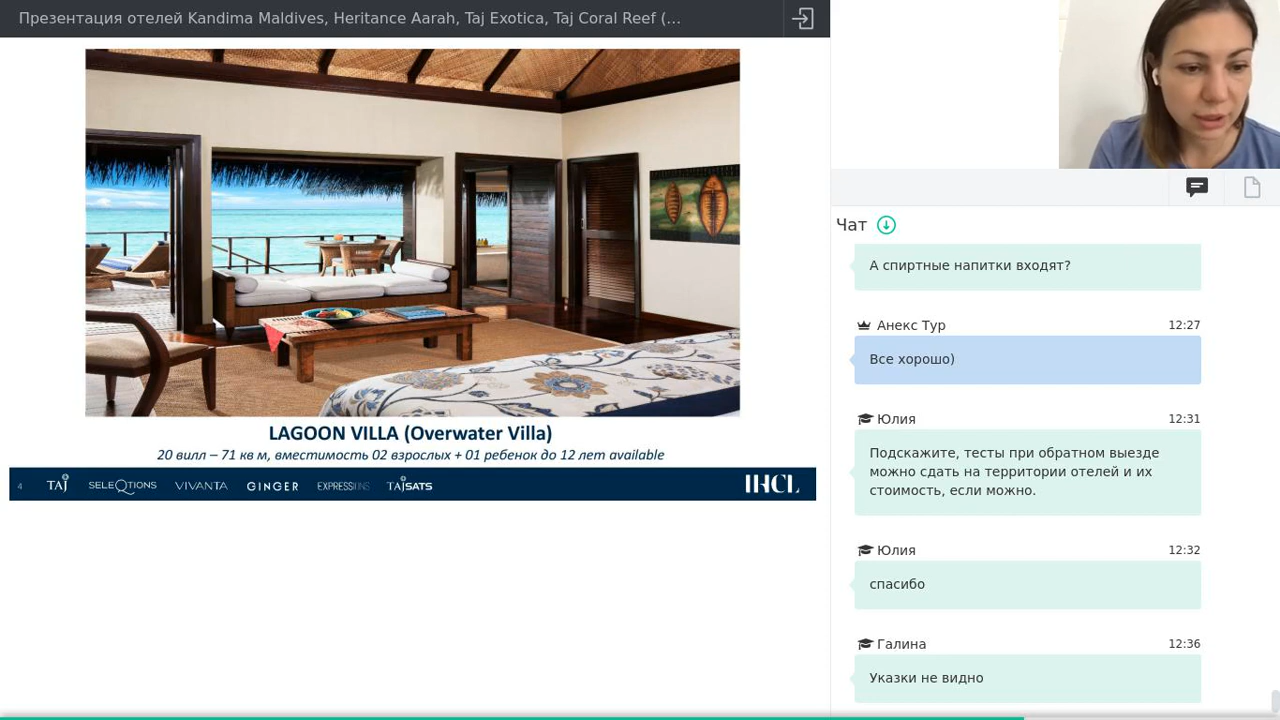 Презентация отелей Kandima Maldives, Heritance Aarah, Taj Exotica, Taj Coral Reef (...
LAGOON VILLA (Overwater Villa)
20 вилл – 71 кв м, вместимость 02 взрослых + 01 ребенок до 12 лет available
4 TAJ SELEQTIONS VIVANTA GINGER EXPRESSIONS TAJSATS IHCL
Чат
А спиртные напитки входят?
Анекс Тур 12:27
Все хорошо)
Юлия 12:31
Подскажите, тесты при обратном выезде
можно сдать на территории отелей и их
стоимость, если можно.
Юлия 12:32
спасибо
Галина 12:36
Указки не видно